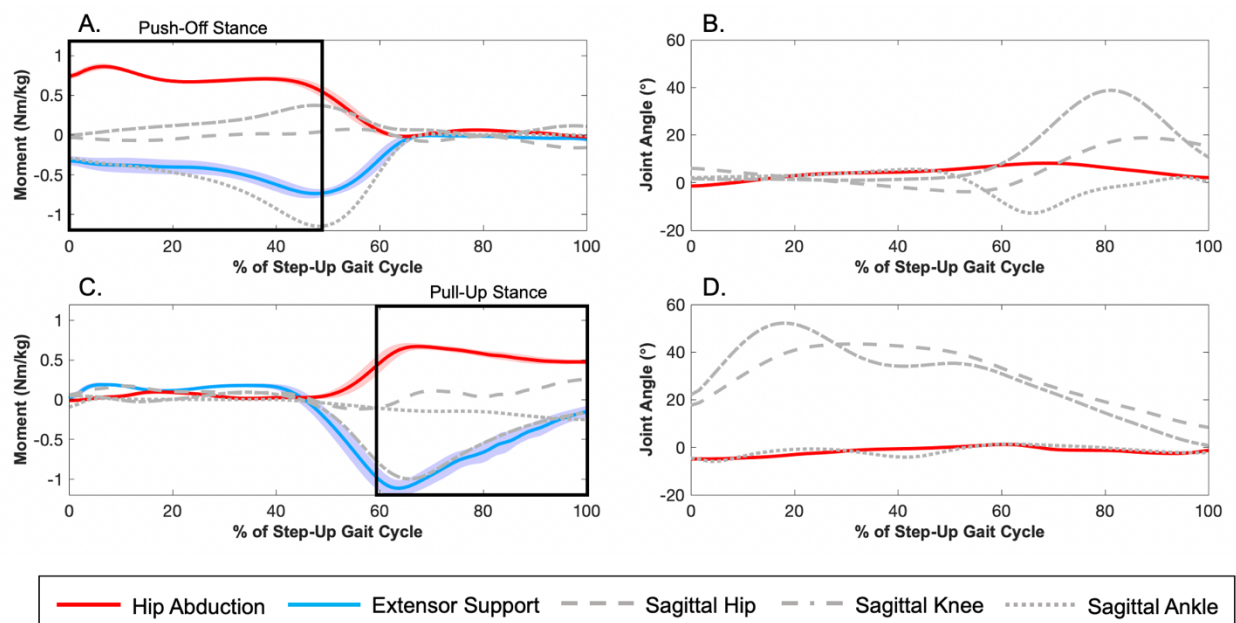 A.
Push-Off Stance
Moment (Nm/kg)
1
0.5
0
-0.5
-1
0 20 40 60 80 100
% of Step-Up Gait Cycle
B.
Joint Angle (°)
60
40
20
0
-20
0 20 40 60 80 100
% of Step-Up Gait Cycle
C.
Pull-Up Stance
Moment (Nm/kg)
1
0.5
0
-0.5
-1
0 20 40 60 80 100
% of Step-Up Gait Cycle
D.
Joint Angle (°)
60
40
20
0
-20
0 20 40 60 80 100
% of Step-Up Gait Cycle
Hip Abduction Extensor Support Sagittal Hip Sagittal Knee Sagittal Ankle